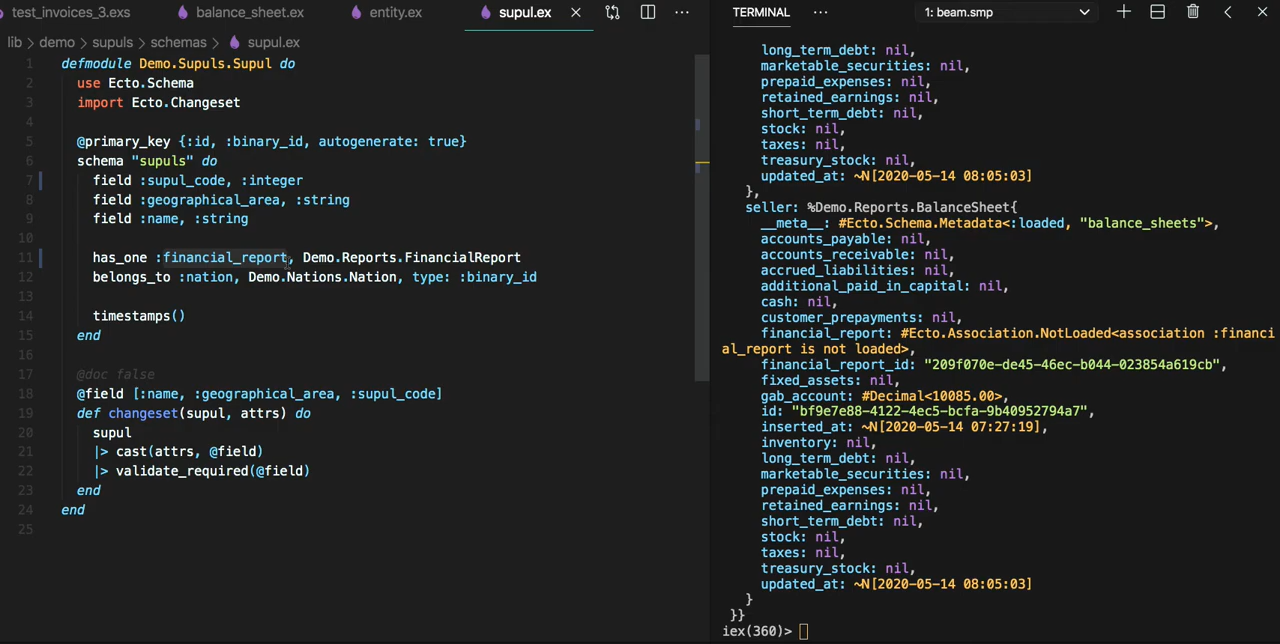 test_invoices_3.exs balance_sheet.ex entity.ex supul.ex
lib > demo > supuls > schemas > supul.ex
1 defmodule Demo.Supuls.Supul do
2 use Ecto.Schema
3 import Ecto.Changeset
4
5 @primary_key {:id, :binary_id, autogenerate: true}
6 schema "supuls" do
7 field :supul_code, :integer
8 field :geographical_area, :string
9 field :name, :string
10
11 has_one :financial_report, Demo.Reports.FinancialReport
12 belongs_to :nation, Demo.Nations.Nation, type: :binary_id
13
14 timestamps()
15 end
16
17 @doc false
18 @field [:name, :geographical_area, :supul_code]
19 def changeset(supul, attrs) do
20 supul
21 |> cast(attrs, @field)
22 |> validate_required(@field)
23 end
24 end
25
TERMINAL ... 1: beam.smp
long_term_debt: nil,
marketable_securities: nil,
prepaid_expenses: nil,
retained_earnings: nil,
short_term_debt: nil,
stock: nil,
taxes: nil,
treasury_stock: nil,
updated_at: ~N[2020-05-14 08:05:03]
},
seller: %Demo.Reports.BalanceSheet{
__meta__: #Ecto.Schema.Metadata<:loaded, "balance_sheets">,
accounts_payable: nil,
accounts_receivable: nil,
accrued_liabilities: nil,
additional_paid_in_capital: nil,
cash: nil,
customer_prepayments: nil,
financial_report: #Ecto.Association.NotLoaded<association :financi
al_report is not loaded>,
financial_report_id: "209f070e-de45-46ec-b044-023854a619cb",
fixed_assets: nil,
gab_account: #Decimal<10085.00>,
id: "bf9e7e88-4122-4ec5-bcfa-9b40952794a7",
inserted_at: ~N[2020-05-14 07:27:19],
inventory: nil,
long_term_debt: nil,
marketable_securities: nil,
prepaid_expenses: nil,
retained_earnings: nil,
short_term_debt: nil,
stock: nil,
taxes: nil,
treasury_stock: nil,
updated_at: ~N[2020-05-14 08:05:03]
}
}}
iex(360)>